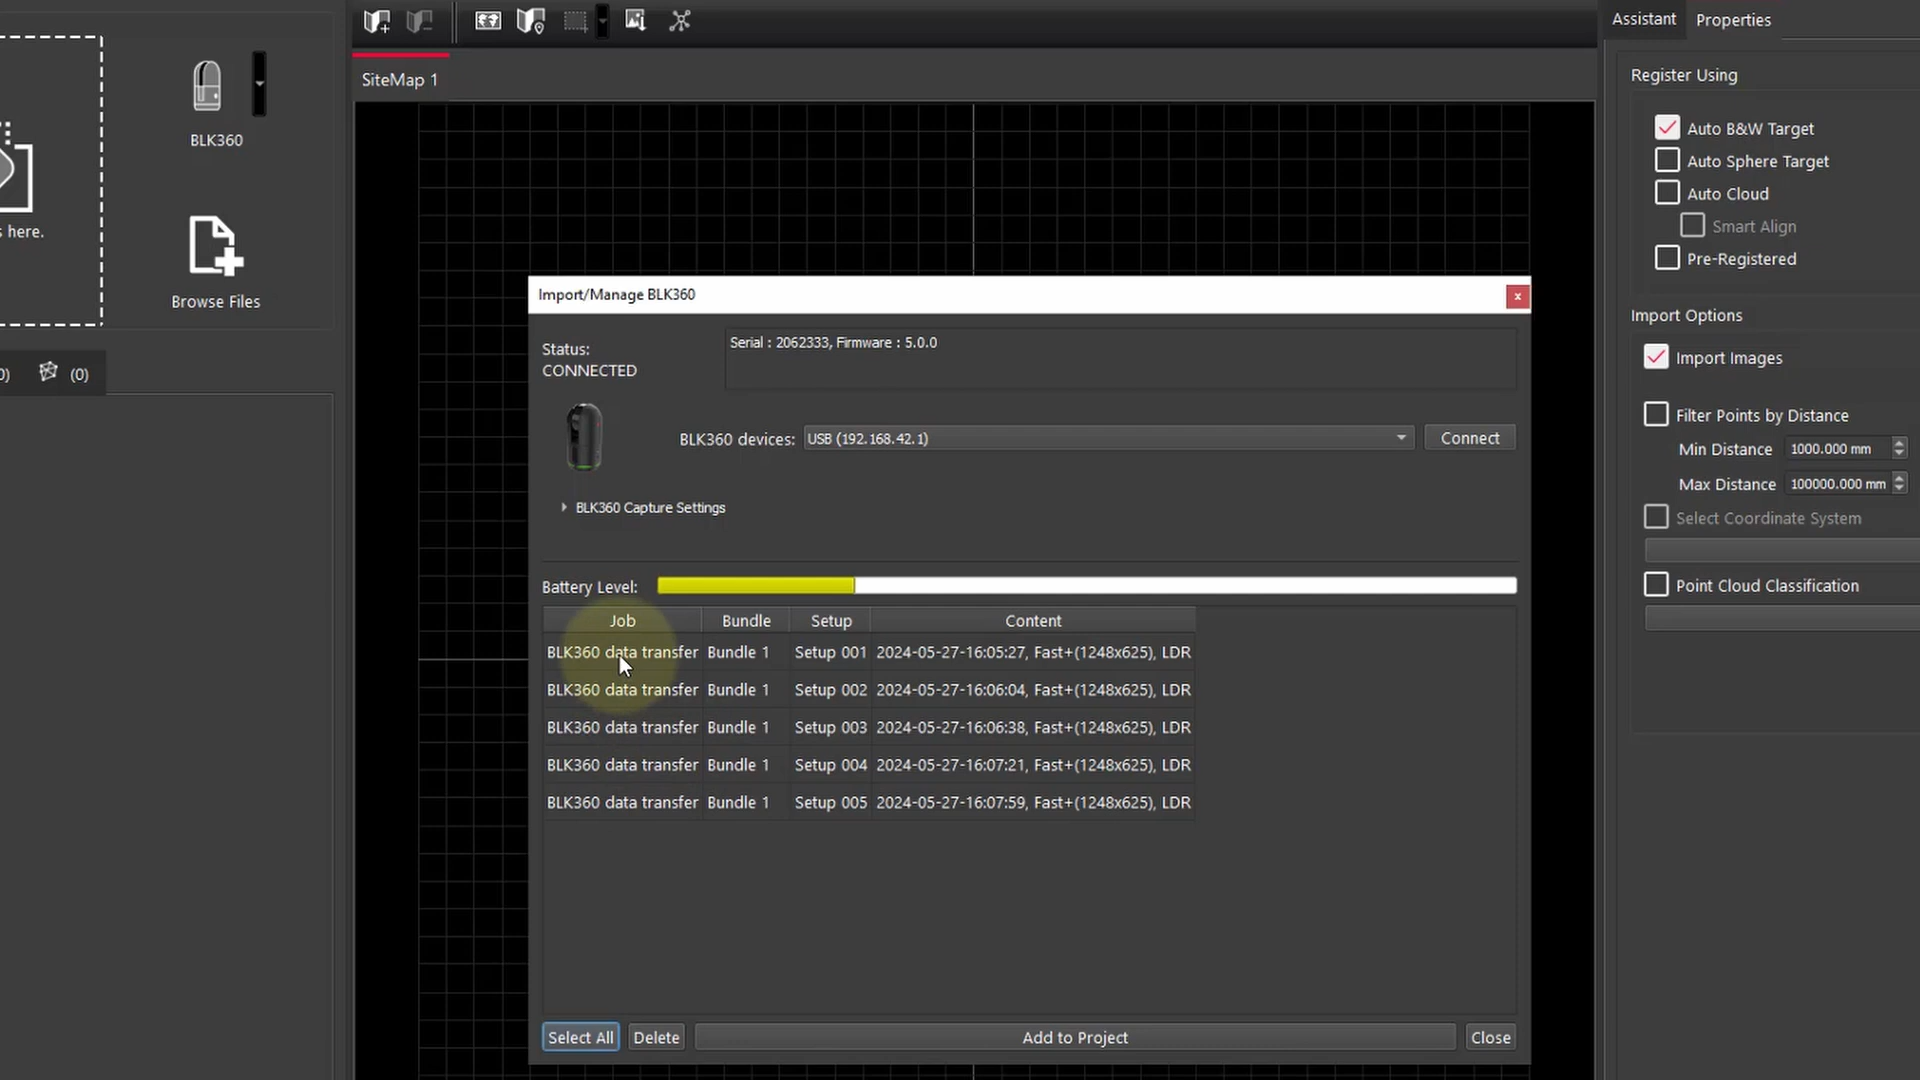 Assistant Properties
SiteMap 1
Register Using
Auto B&W Target
BLK360
Auto Sphere Target
Auto Cloud
Smart Align
s here.
Pre-Registered
Browse Files
Import Options
Import/Manage BLK360
x
Status:
CONNECTED
Serial : 2062333, Firmware : 5.0.0
Import Images
0) (0)
Filter Points by Distance
BLK360 devices: USB (192.168.42.1) Connect
Min Distance 1000.000 mm
Max Distance 100000.000 mm
BLK360 Capture Settings
Select Coordinate System
Battery Level:
Point Cloud Classification
Job Bundle Setup Content
BLK360 data transfer Bundle 1 Setup 001 2024-05-27-16:05:27, Fast+(1248x625), LDR
BLK360 data transfer Bundle 1 Setup 002 2024-05-27-16:06:04, Fast+(1248x625), LDR
BLK360 data transfer Bundle 1 Setup 003 2024-05-27-16:06:38, Fast+(1248x625), LDR
BLK360 data transfer Bundle 1 Setup 004 2024-05-27-16:07:21, Fast+(1248x625), LDR
BLK360 data transfer Bundle 1 Setup 005 2024-05-27-16:07:59, Fast+(1248x625), LDR
Select All Delete Add to Project Close